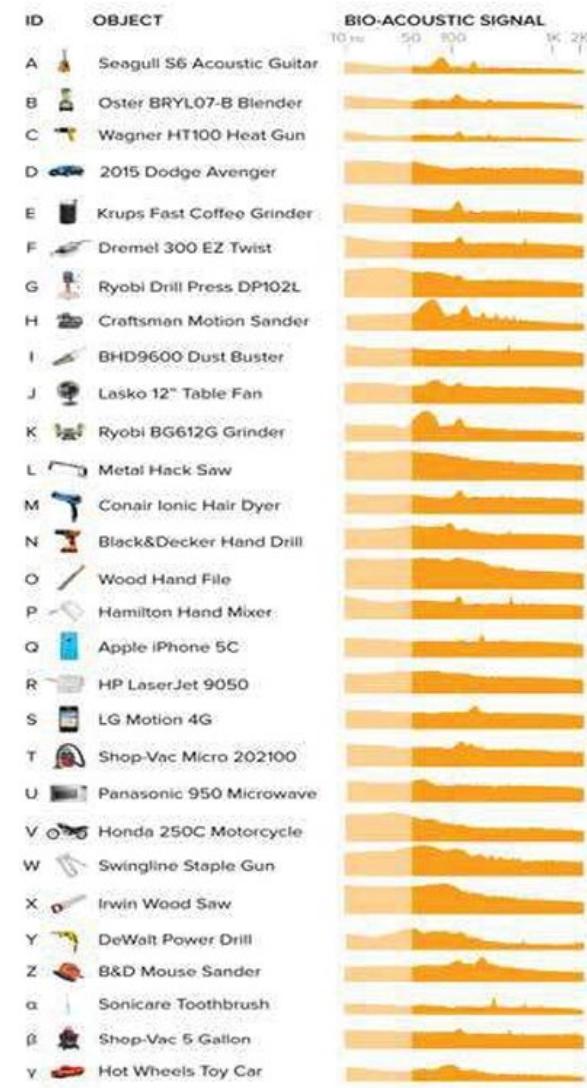 ID OBJECT BIO-ACOUSTIC SIGNAL
10 Hz 50 1K 2K
A Seagull S6 Acoustic Guitar
B Oster BRYL07-B Blender
C Wagner HT100 Heat Gun
D 2015 Dodge Avenger
E Krups Fast Coffee Grinder
F Dremel 300 EZ Twist
G Ryobi Drill Press DP102L
H Craftsman Motion Sander
I BHD9600 Dust Buster
J Lasko 12" Table Fan
K Ryobi BG612G Grinder
L Metal Hack Saw
M Conair Ionic Hair Dyer
N Black&Decker Hand Drill
O Wood Hand File
P Hamilton Hand Mixer
Q Apple iPhone 5C
R HP LaserJet 9050
S LG Motion 4G
T Shop-Vac Micro 202100
U Panasonic 950 Microwave
V Honda 250C Motorcycle
W Swingline Staple Gun
X Irwin Wood Saw
Y DeWalt Power Drill
Z B&D Mouse Sander
α Sonicare Toothbrush
β Shop-Vac 5 Gallon
γ Hot Wheels Toy Car